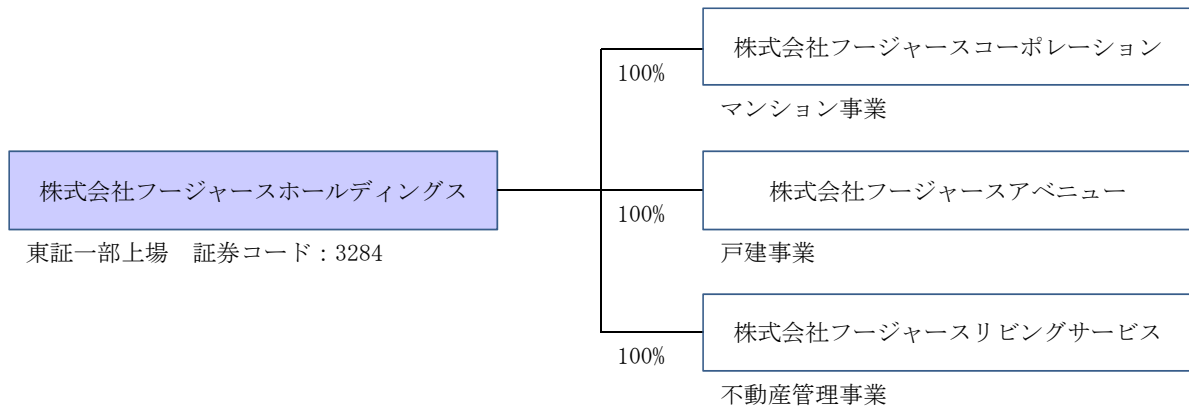 株式会社フージャースコーポレーション
100%
マンション事業
株式会社フージャースホールディングス
株式会社フージャースアベニュー
100%
東証一部上場　証券コード：3284
戸建事業
株式会社フージャースリビングサービス
100%
不動産管理事業